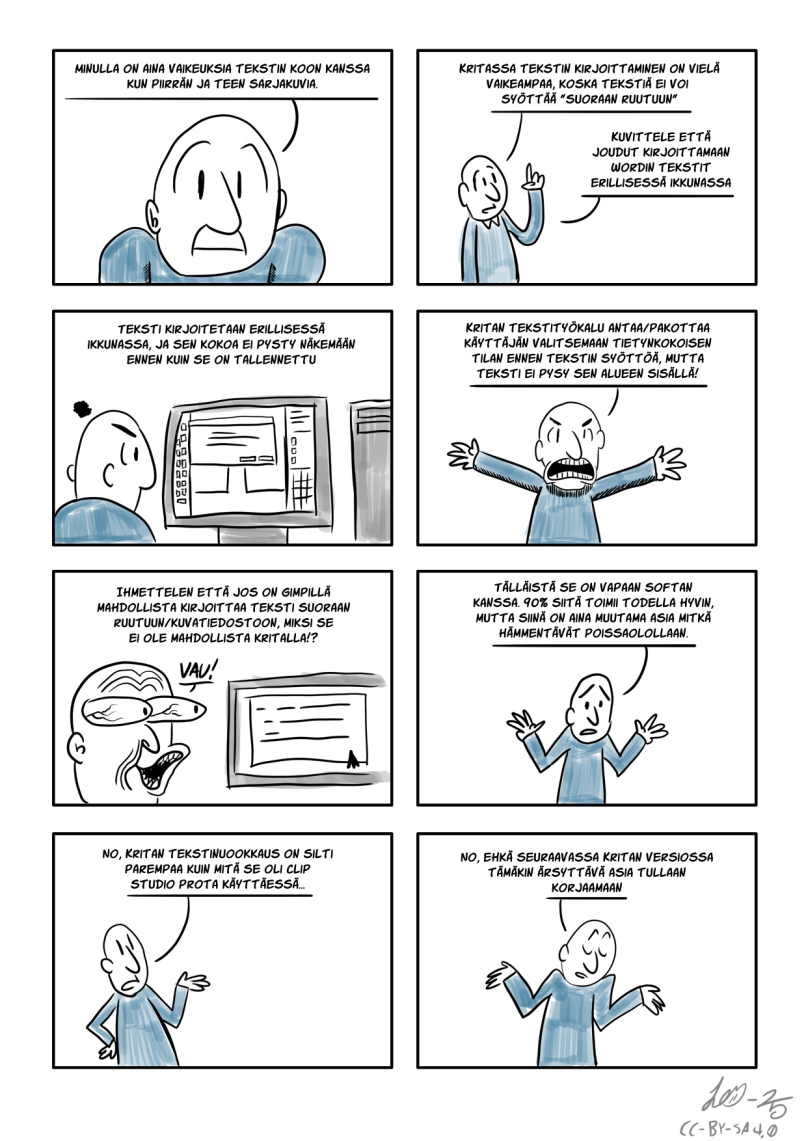 MINULLA ON AINA VAIKEUKSIA TEKSTIN KOON KANSSA
KUN PIIRRÄN JA TEEN SARJAKUVIA.
KRITASSA TEKSTIN KIRJOITTAMINEN ON VIELÄ
VAIKEAMPAA, KOSKA TEKSTIÄ EI VOI
SYÖTTÄÄ "SUORAAN RUUTUUN"
KUVITTELE ETTÄ
JOUDUT KIRJOITTAMAAN
WORDIN TEKSTIT
ERILLISESSÄ IKKUNASSA
TEKSTI KIRJOITETAAN ERILLISESSÄ
IKKUNASSA, JA SEN KOKOA EI PYSTY NÄKEMÄÄN
ENNEN KUIN SE ON TALLENNETTU
KRITAN TEKSTITYÖKALU ANTAA/PAKOTTAA
KÄYTTÄJÄN VALITSEMAAN TIETYNKOKOISEN
TILAN ENNEN TEKSTIN SYÖTTÖÄ, MUTTA
TEKSTI EI PYSY SEN ALUEEN SISÄLLÄ!
IHMETTELEN ETTÄ JOS ON GIMPILLÄ
MAHDOLLISTA KIRJOITTAA TEKSTI SUORAAN
RUUTUUN/KUVATIEDOSTOON, MIKSI SE
EI OLE MAHDOLLISTA KRITALLA!?
VAU!
TÄLLÄISTÄ SE ON VAPAAN SOFTAN
KANSSA. 90% SIITÄ TOIMII TODELLA HYVIN,
MUTTA SIINÄ ON AINA MUUTAMA ASIA MITKÄ
HÄMMENTÄVÄT POISSAOLOLLAAN.
NO, KRITAN TEKSTINUOOKKAUS ON SILTI
PAREMPAA KUIN MITÄ SE OLI CLIP
STUDIO PROTA KÄYTTÄESSÄ...
NO, EHKÄ SEURAAVASSA KRITAN VERSIOSSA
TÄMÄKIN ÄRSYTTÄVÄ ASIA TULLAAN
KORJAAMAAN
-25
CC-BY-SA 4.0